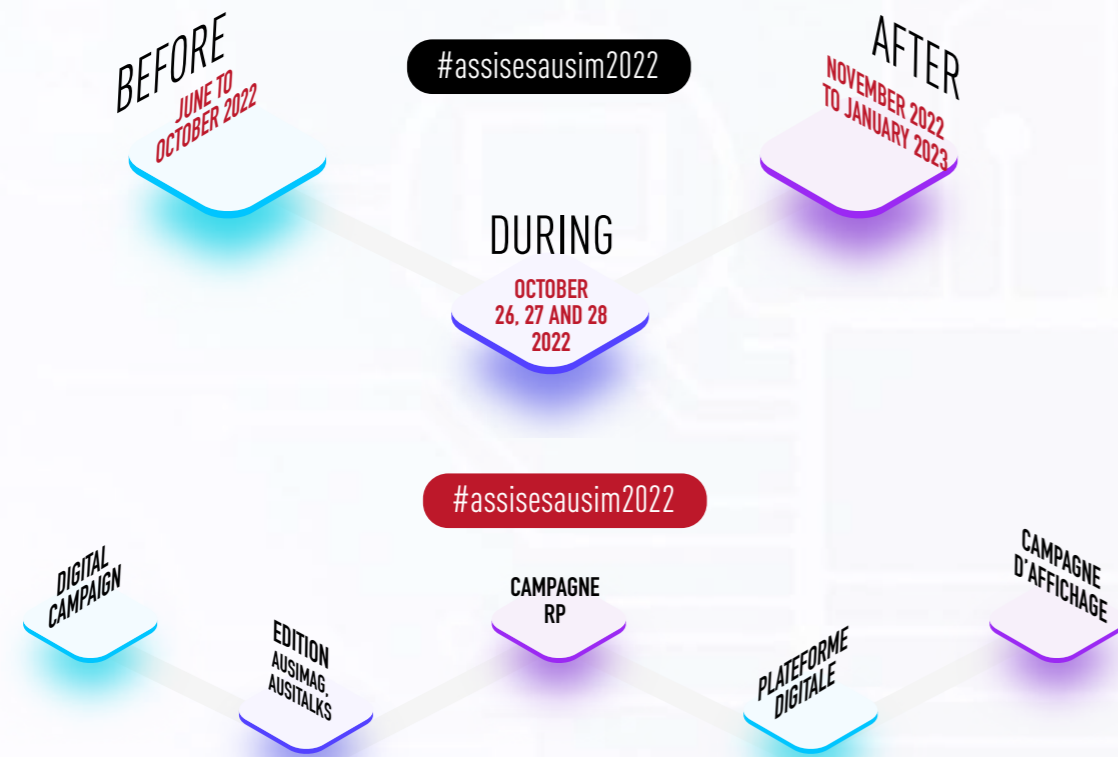 BEFORE
JUNE TO
OCTOBER 2022
#assisesausim2022
AFTER
NOVEMBER 2022
TO JANUARY 2023
DURING
OCTOBER
26, 27 AND 28
2022
#assisesausim2022
DIGITAL
CAMPAIGN
EDITION
AUSIMAG,
AUSITALKS
CAMPAGNE
RP
PLATEFORME
DIGITALE
CAMPAGNE
D'AFFICHAGE